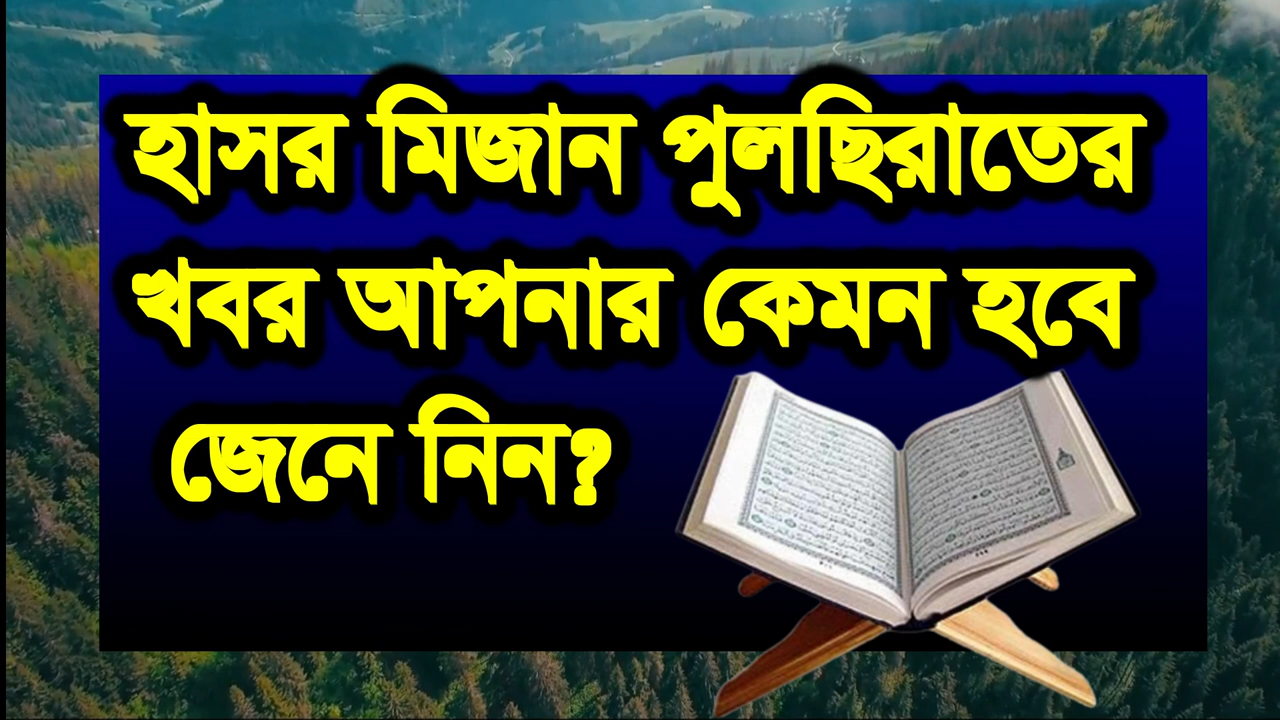 হাসর মিজান পুলছিরাতের
খবর আপনার কেমন হবে
জেনে নিন?